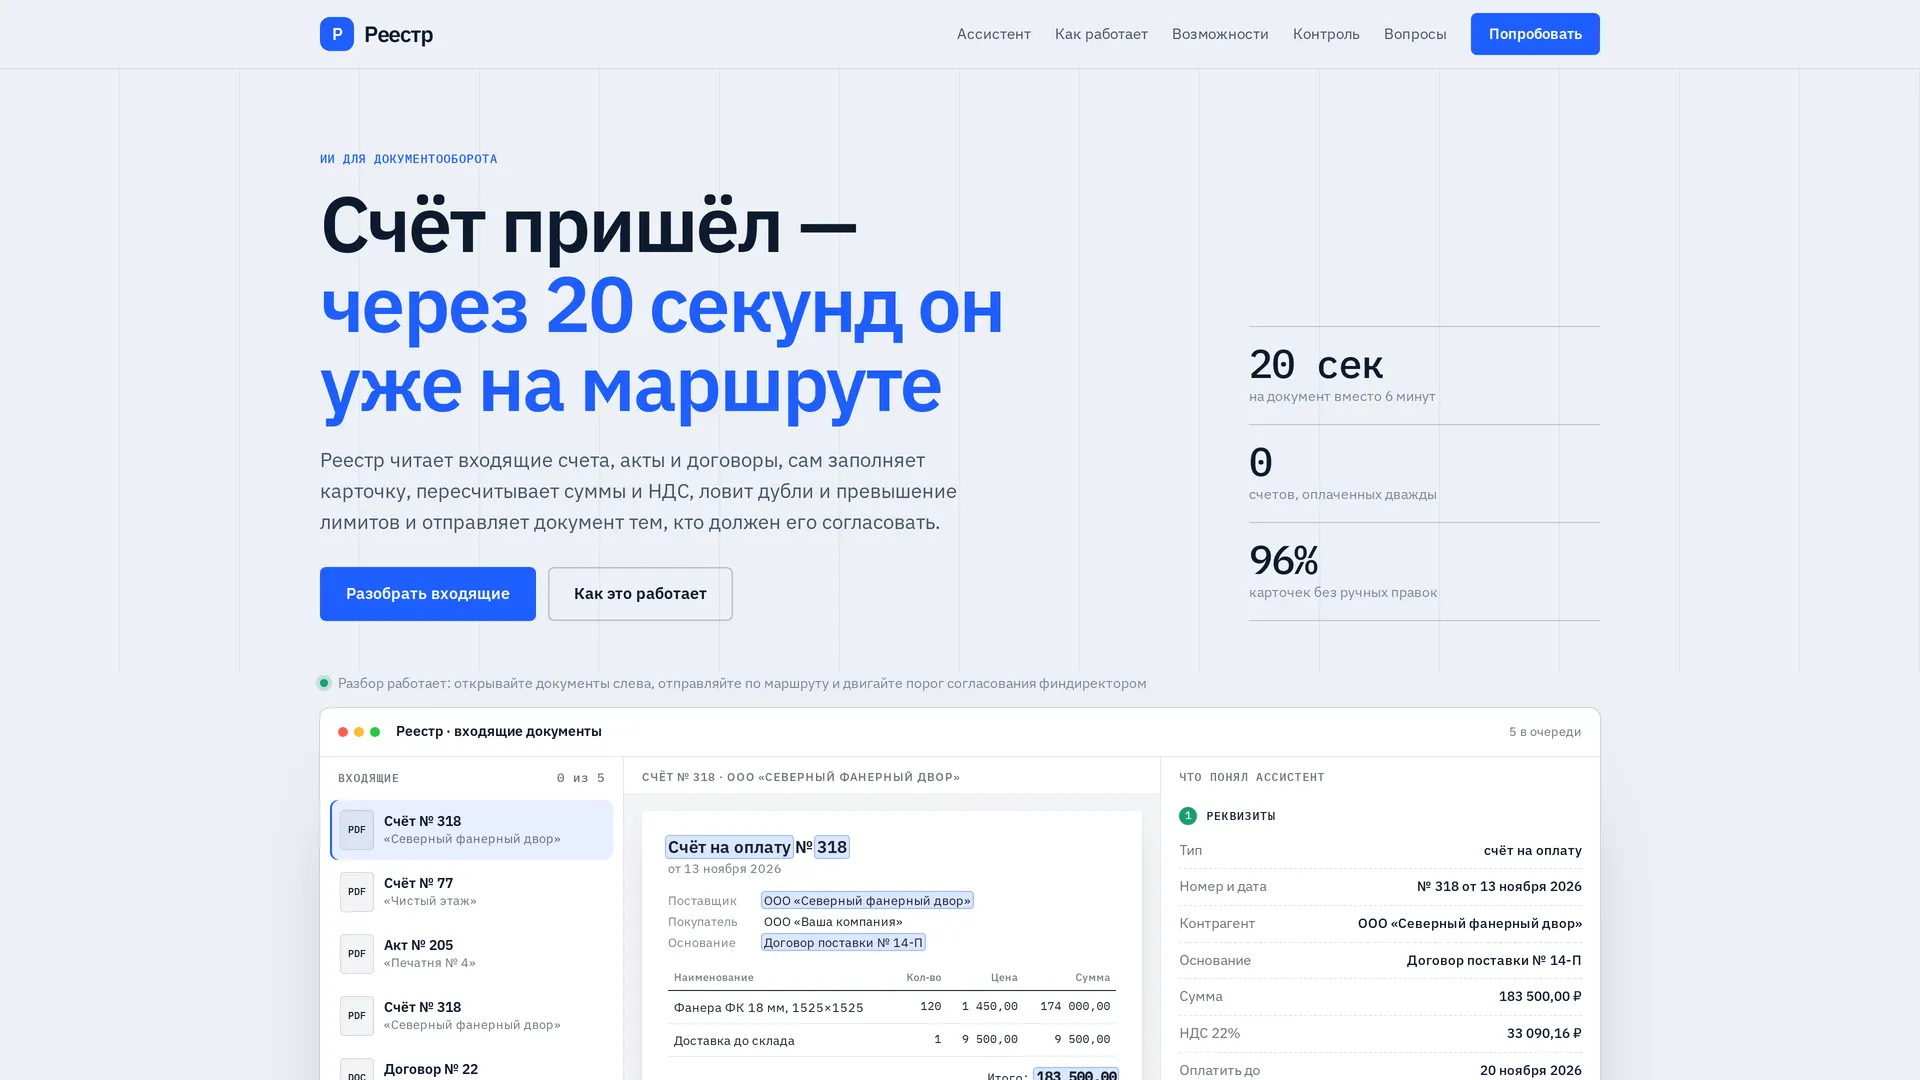 Р Реестр
Ассистент Как работает Возможности Контроль Вопросы Попробовать
ИИ ДЛЯ ДОКУМЕНТООБОРОТА
Счёт пришёл —
через 20 секунд он
уже на маршруте
Реестр читает входящие счета, акты и договоры, сам заполняет
карточку, пересчитывает суммы и НДС, ловит дубли и превышение
лимитов и отправляет документ тем, кто должен его согласовать.
Разобрать входящие Как это работает
20 сек
на документ вместо 6 минут
0
счетов, оплаченных дважды
96%
карточек без ручных правок
Разбор работает: открывайте документы слева, отправляйте по маршруту и двигайте порог согласования финдиректором
Реестр · входящие документы
5 в очереди
ВХОДЯЩИЕ 0 из 5
PDF Счёт № 318
«Северный фанерный двор»
PDF Счёт № 77
«Чистый этаж»
PDF Акт № 205
«Печатня № 4»
PDF Счёт № 318
«Северный фанерный двор»
DOC Договор № 22
СЧЁТ № 318 · ООО «СЕВЕРНЫЙ ФАНЕРНЫЙ ДВОР»
Счёт на оплату № 318
от 13 ноября 2026
Поставщик ООО «Северный фанерный двор»
Покупатель ООО «Ваша компания»
Основание Договор поставки № 14-П
Наименование Кол-во Цена Сумма
Фанера ФК 18 мм, 1525×1525 120 1 450,00 174 000,00
Доставка до склада 1 9 500,00 9 500,00
Итого: 183 500,00
ЧТО ПОНЯЛ АССИСТЕНТ
1 РЕКВИЗИТЫ
Тип счёт на оплату
Номер и дата № 318 от 13 ноября 2026
Контрагент ООО «Северный фанерный двор»
Основание Договор поставки № 14-П
Сумма 183 500,00 ₽
НДС 22% 33 090,16 ₽
Оплатить до 20 ноября 2026